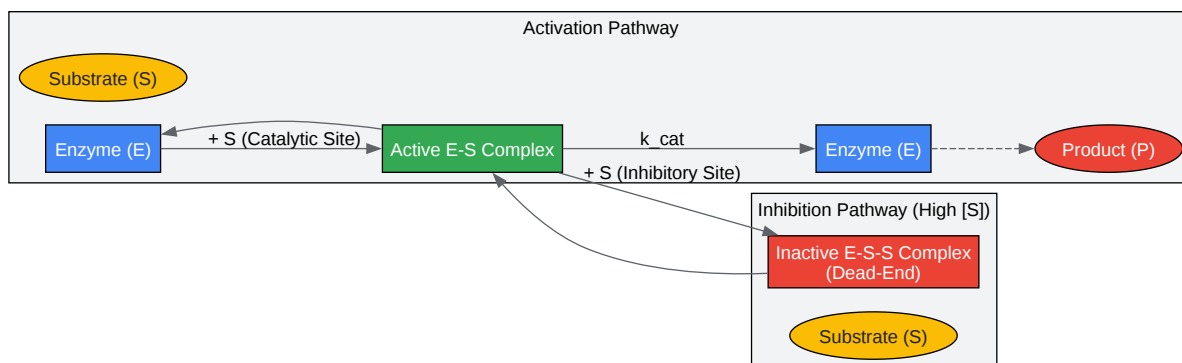 Activation Pathway
Substrate (S)
+ S (Catalytic Site)
Enzyme (E)
Active E-S Complex
k_cat
Enzyme (E)
Product (P)
+ S (Inhibitory Site)
Inhibition Pathway (High [S])
Inactive E-S-S Complex
(Dead-End)
Substrate (S)